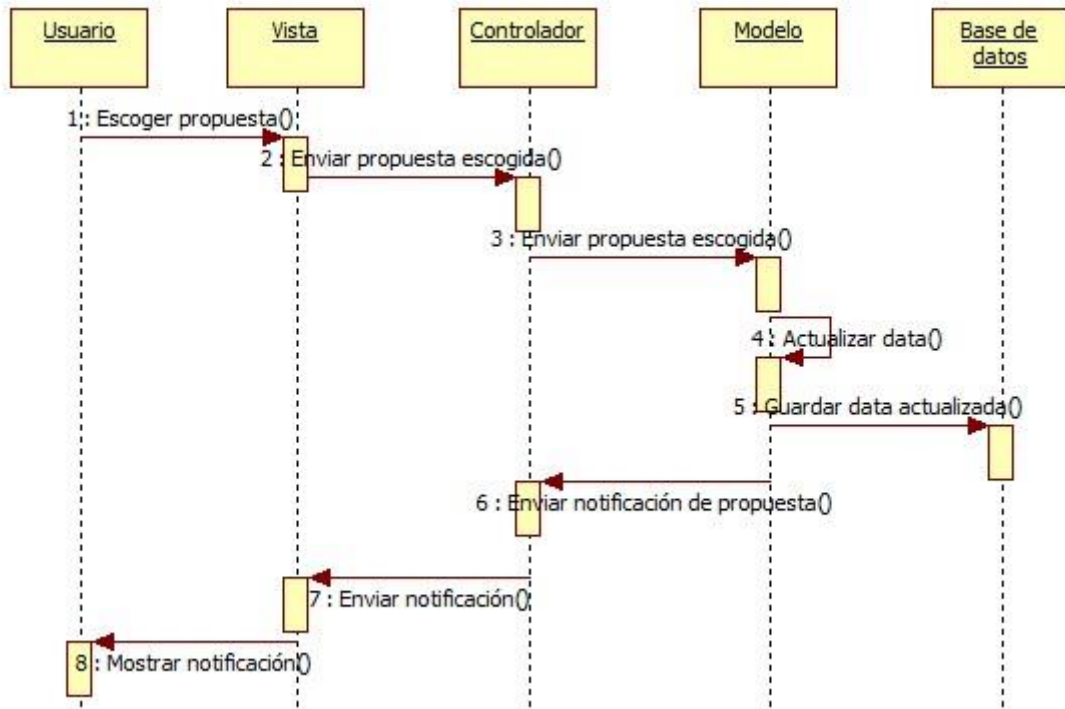 Usuario
Vista
Controlador
Modelo
Base de
datos
1 : Escoger propuesta()
2 : Enviar propuesta escogida()
3 : Enviar propuesta escogida()
4 : Actualizar data()
5 : Guardar data actualizada()
6 : Enviar notificación de propuesta()
7 : Enviar notificación()
8 : Mostrar notificación()